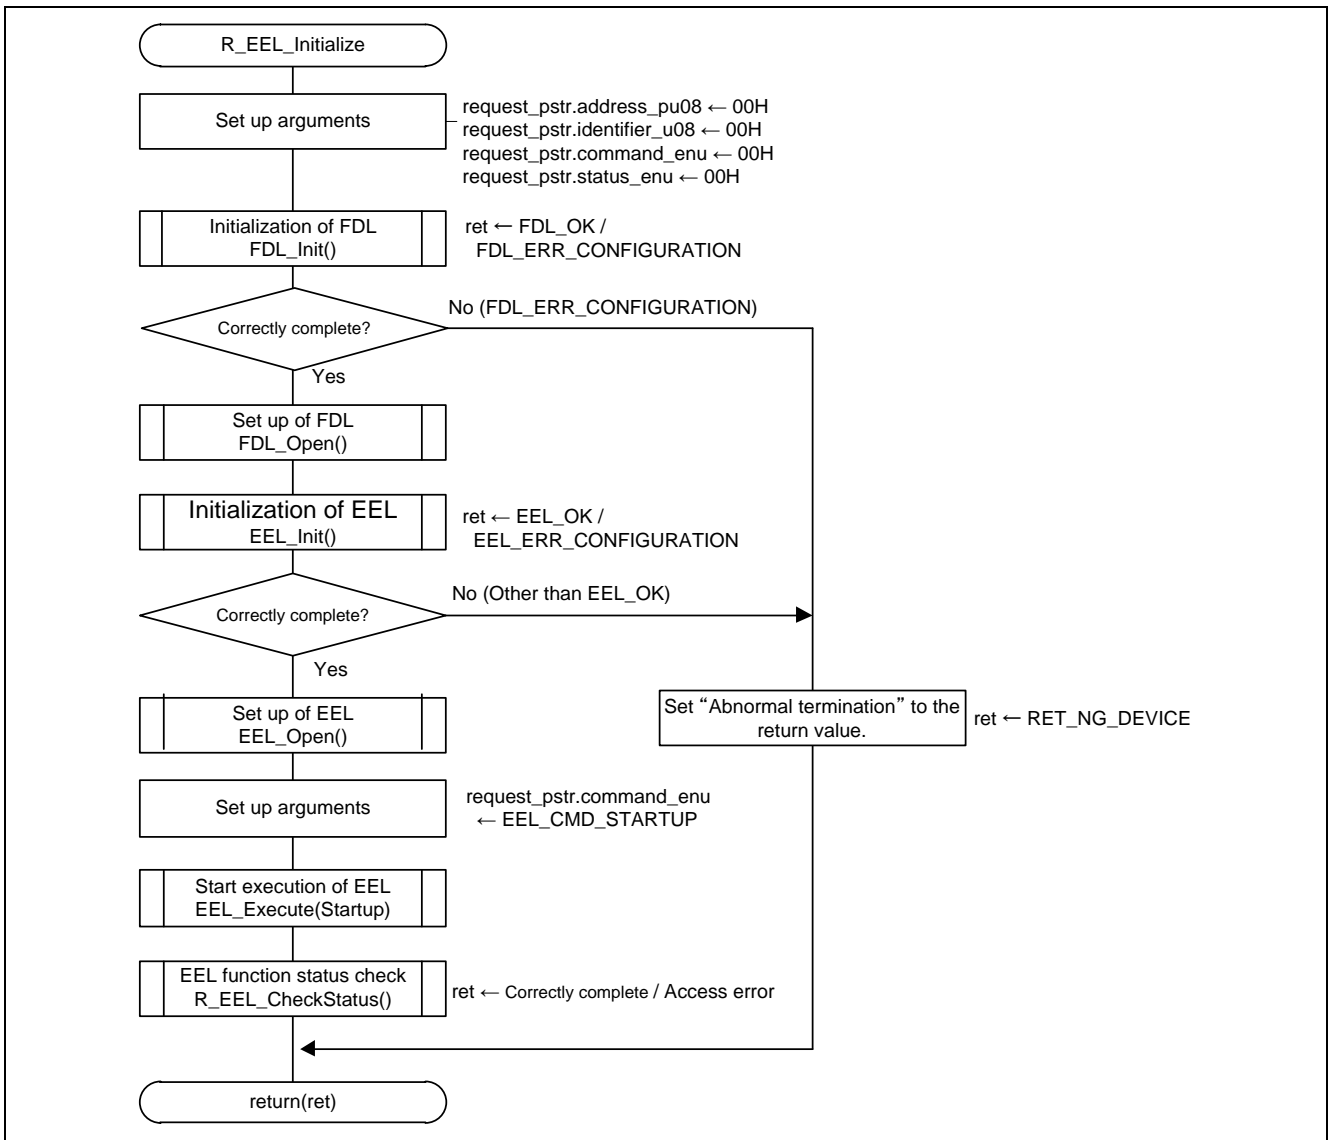 R_EEL_Initialize
Set up arguments
request_pstr.address_pu08 ← 00H
request_pstr.identifier_u08 ← 00H
request_pstr.command_enu ← 00H
request_pstr.status_enu ← 00H
Initialization of FDL
FDL_Init()
ret ← FDL_OK /
FDL_ERR_CONFIGURATION
Correctly complete?
No (FDL_ERR_CONFIGURATION)
Yes
Set up of FDL
FDL_Open()
Initialization of EEL
EEL_Init()
ret ← EEL_OK /
EEL_ERR_CONFIGURATION
Correctly complete?
No (Other than EEL_OK)
Yes
Set up of EEL
EEL_Open()
Set “Abnormal termination” to the
return value.
ret ← RET_NG_DEVICE
Set up arguments
request_pstr.command_enu
← EEL_CMD_STARTUP
Start execution of EEL
EEL_Execute(Startup)
EEL function status check
R_EEL_CheckStatus()
ret ← Correctly complete / Access error
return(ret)